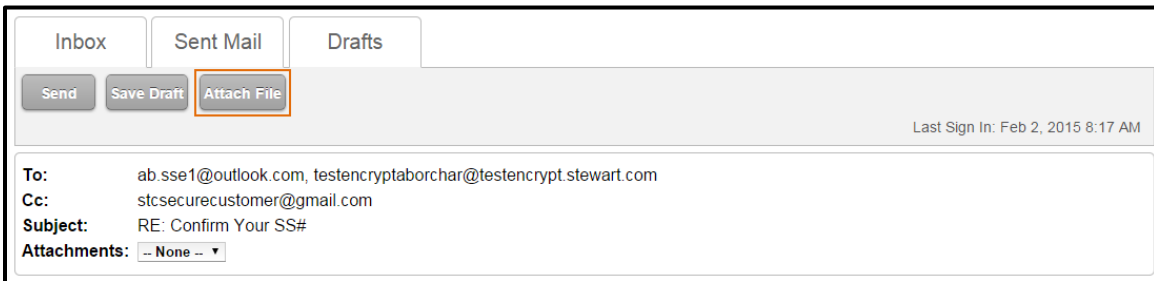 Inbox Sent Mail Drafts
Send Save Draft Attach File
Last Sign In: Feb 2, 2015 8:17 AM
To: ab.sse1@outlook.com, testencryptaborchar@testencrypt.stewart.com
Cc: stcsecurecustomer@gmail.com
Subject: RE: Confirm Your SS#
Attachments: -- None --